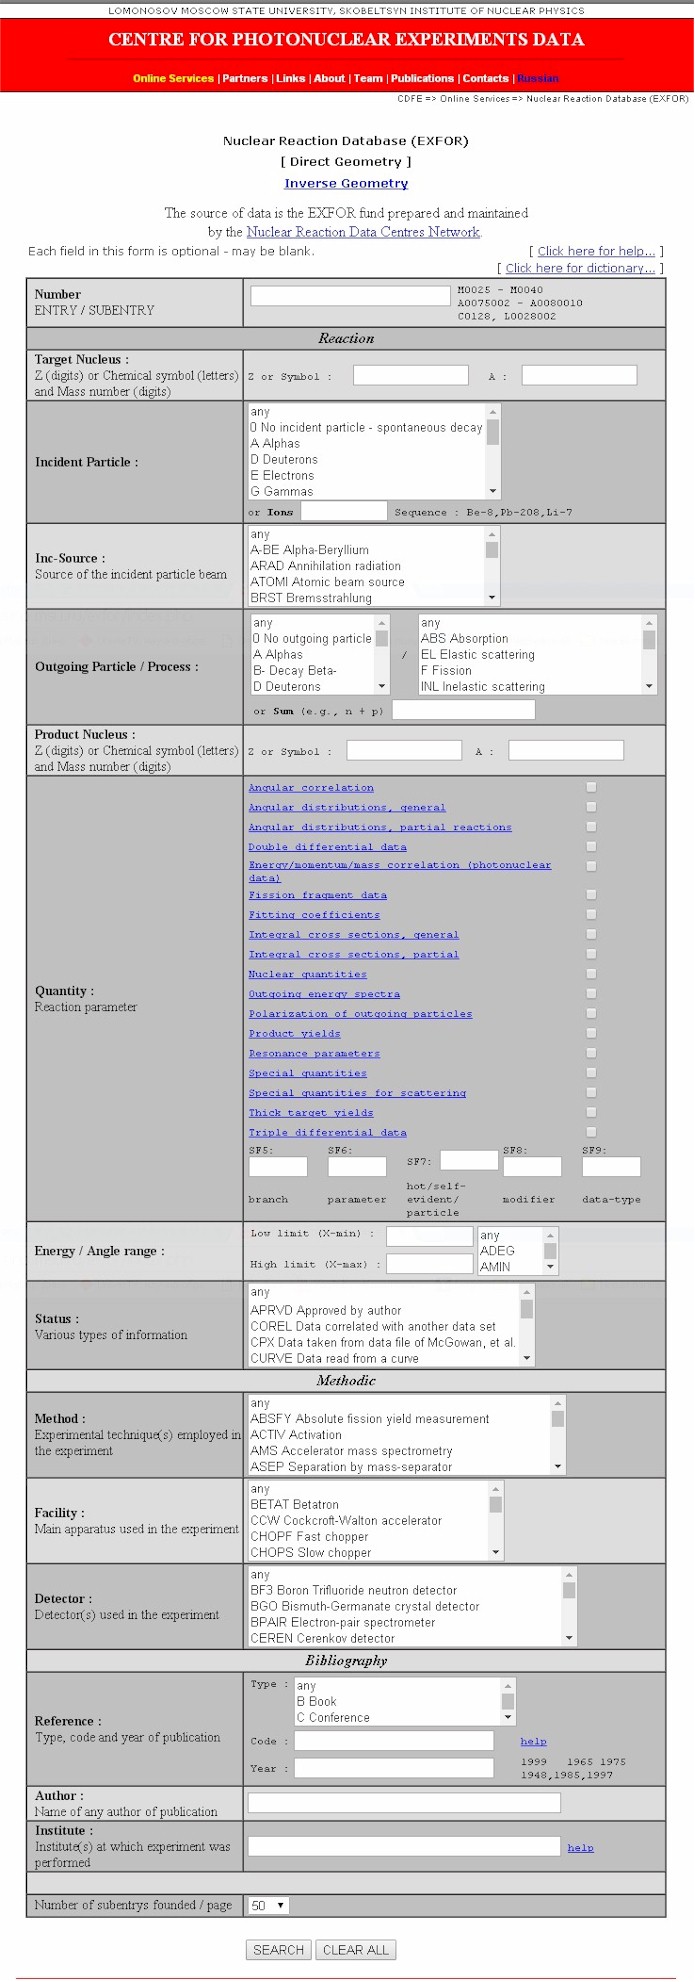 LOMONOSOV MOSCOW STATE UNIVERSITY, SKOBELTSYN INSTITUTE OF NUCLEAR PHYSICS
CENTRE FOR PHOTONUCLEAR EXPERIMENTS DATA
Online Services | Partners | Links | About | Team | Publications | Contacts | Russian
CDFE => Online Services => Nuclear Reaction Database (EXFOR)
Nuclear Reaction Database (EXFOR)
[ Direct Geometry ]
Inverse Geometry
The source of data is the EXFOR fund prepared and maintained
by the Nuclear Reaction Data Centres Network.
Each field in this form is optional - may be blank. [ Click here for help... ]
[ Click here for dictionary... ]
Number
ENTRY / SUBENTRY
M0025 - M0040
A0075002 - A0080010
C0128, L0028002
Reaction
Target Nucleus :
Z (digits) or Chemical symbol (letters)
and Mass number (digits)
Z or Symbol : A :
Incident Particle :
any
0 No incident particle - spontaneous decay
A Alphas
D Deuterons
E Electrons
G Gammas
or Ions Sequence : Be-8,Pb-208,Li-7
Inc-Source :
Source of the incident particle beam
any
A-BE Alpha-Beryllium
ARAD Annihilation radiation
ATOMI Atomic beam source
BRST Bremsstrahlung
Outgoing Particle / Process :
any
0 No outgoing particle
A Alphas
B- Decay Beta-
D Deuterons
/
any
ABS Absorption
EL Elastic scattering
F Fission
INL Inelastic scattering
or Sum (e.g., n + p)
Product Nucleus :
Z (digits) or Chemical symbol (letters)
and Mass number (digits)
Z or Symbol : A :
Quantity :
Reaction parameter
Angular correlation
Angular distributions, general
Angular distributions, partial reactions
Double differential data
Energy/momentum/mass correlation (photonuclear
data)
Fission fragment data
Fitting coefficients
Integral cross sections, general
Integral cross sections, partial
Nuclear quantities
Outgoing energy spectra
Polarization of outgoing particles
Product yields
Resonance parameters
Special quantities
Special quantities for scattering
Thick target yields
Triple differential data
SF5: SF6: SF7: SF8: SF9:
branch parameter hot/self-
evident/
particle modifier data-type
Energy / Angle range :
Low limit (X-min) :
High limit (X-max) :
any
ADEG
AMIN
Status :
Various types of information
any
APRVD Approved by author
COREL Data correlated with another data set
CPX Data taken from data file of McGowan, et al.
CURVE Data read from a curve
Methodic
Method :
Experimental technique(s) employed in
the experiment
any
ABSFY Absolute fission yield measurement
ACTIV Activation
AMS Accelerator mass spectrometry
ASEP Separation by mass-separator
Facility :
Main apparatus used in the experiment
any
BETAT Betatron
CCW Cockcroft-Walton accelerator
CHOPF Fast chopper
CHOPS Slow chopper
Detector :
Detector(s) used in the experiment
any
BF3 Boron Trifluoride neutron detector
BGO Bismuth-Germanate crystal detector
BPAIR Electron-pair spectrometer
CEREN Cerenkov detector
Bibliography
Reference :
Type, code and year of publication
Type :
any
B Book
C Conference
Code : help
Year : 1999 1965 1975
1948,1985,1997
Author :
Name of any author of publication
Institute :
Institute(s) at which experiment was
performed
help
Number of subentrys founded / page 50
SEARCH CLEAR ALL